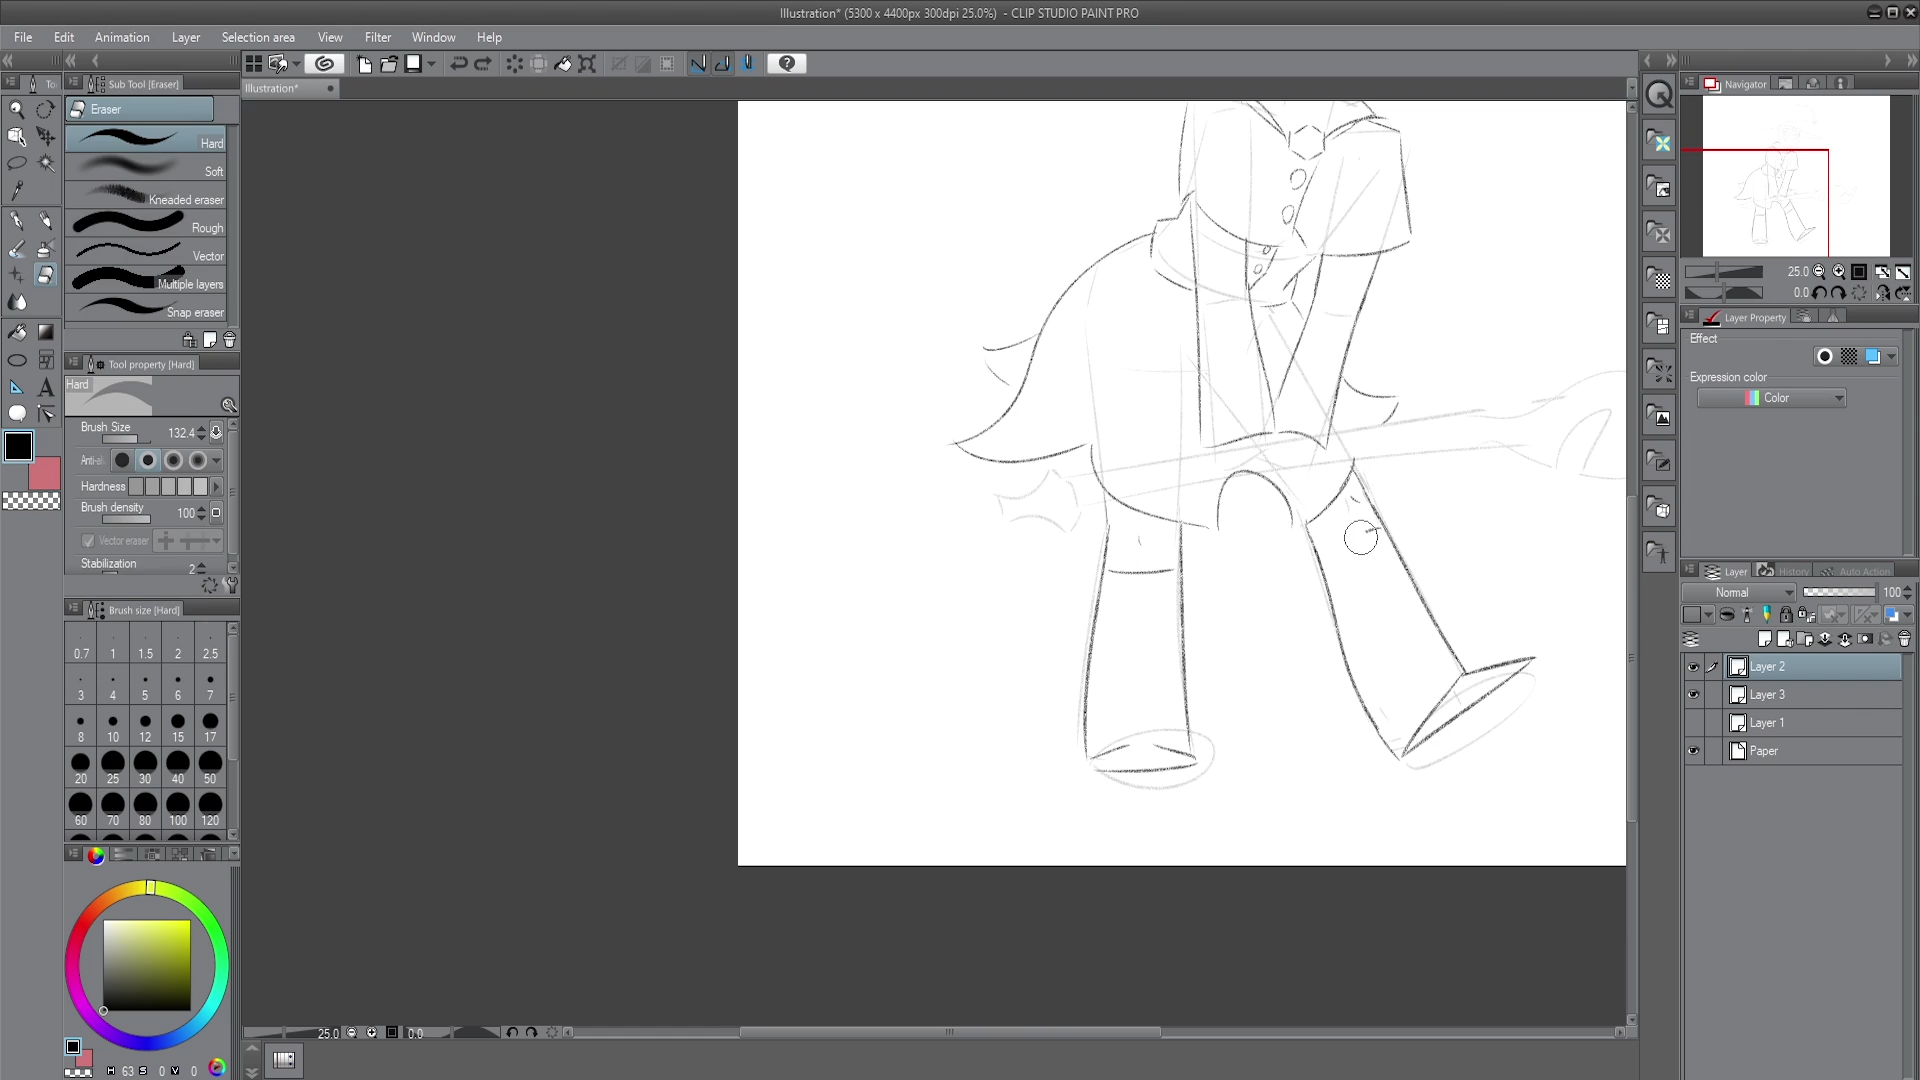 Illustration* (5300 x 4400px 300dpi 25.0%) - CLIP STUDIO PAINT PRO
File Edit Animation Layer Selection area View Filter Window Help
To
Sub Tool [Eraser]
Illustration*
Navigator
Eraser
Hard
Soft
Kneaded eraser
Rough
Vector
Multiple layers
Snap eraser
25.0
0.0
Layer Property
Effect
Expression color
Color
Tool property [Hard]
Hard
Brush Size 132.4
Anti-ali
Hardness
Brush density 100
Vector eraser
Stabilization 2
Layer History Auto Action
Normal 100
Layer 2
Layer 3
Layer 1
Paper
Brush size [Hard]
0.7 1 1.5 2 2.5
3 4 5 6 7
8 10 12 15 17
20 25 30 40 50
60 70 80 100 120
25.0 0.0
H 63 S 0 V 0